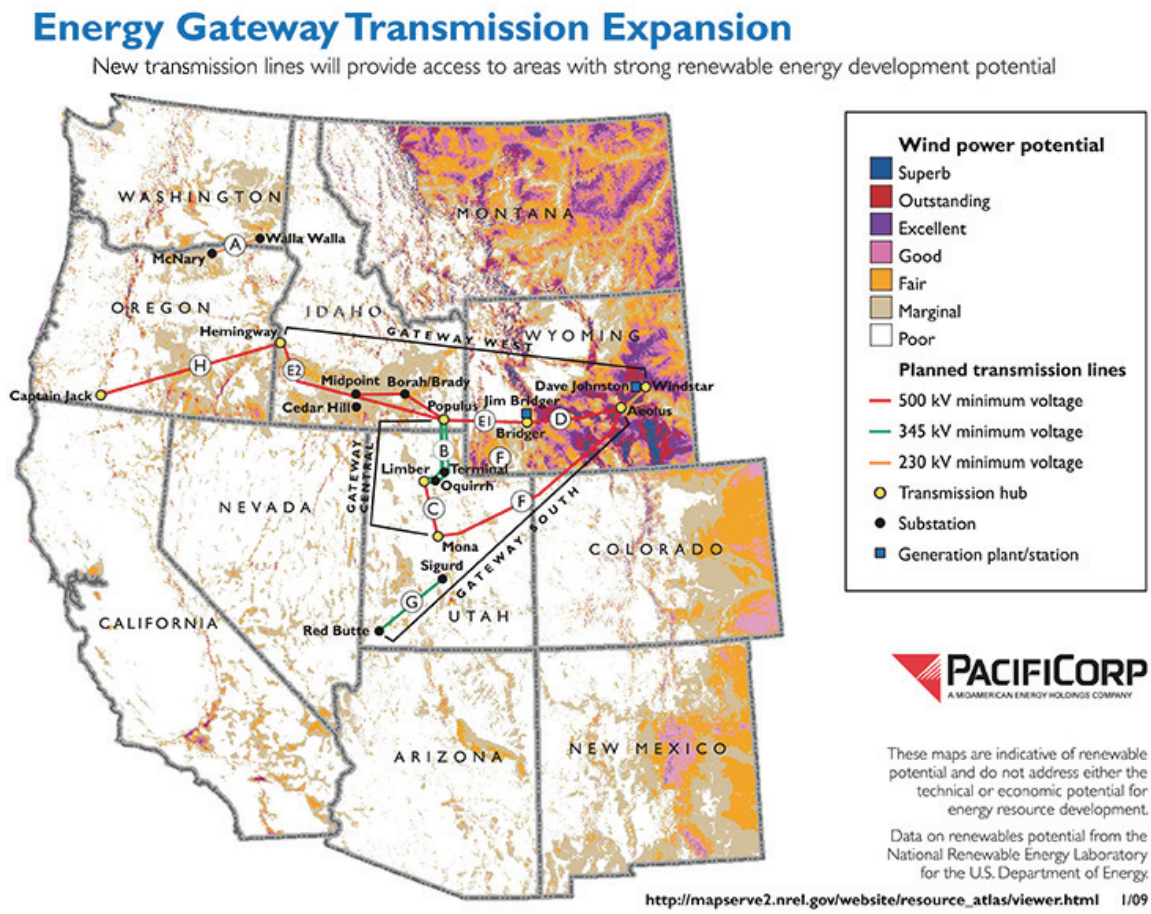 Energy Gateway Transmission Expansion
New transmission lines will provide access to areas with strong renewable energy development potential
WASHINGTON
MONTANA
A
Walla Walla
McNary
OREGON
IDAHO
Hemingway
GATEWAY WEST
WYOMING
H
E2
Captain Jack
Midpoint
Borah/Brady
Cedar Hill
Populus
Dave Johnston
Windstar
Jim Bridger
Aeolus
E1
D
Bridger
GATEWAY CENTRAL
B
F
Limber
Terminal
Oquirrh
NEVADA
C
F
GATEWAY SOUTH
Mona
COLORADO
Sigurd
G
UTAH
CALIFORNIA
Red Butte
ARIZONA
NEW MEXICO
Wind power potential
Superb
Outstanding
Excellent
Good
Fair
Marginal
Poor
Planned transmission lines
500 kV minimum voltage
345 kV minimum voltage
230 kV minimum voltage
Transmission hub
Substation
Generation plant/station
PACIFICORP
A MIDAMERICAN ENERGY HOLDINGS COMPANY
These maps are indicative of renewable
potential and do not address either the
technical or economic potential for
energy resource development.
Data on renewables potential from the
National Renewable Energy Laboratory
for the U.S. Department of Energy.
http://mapserve2.nrel.gov/website/resource_atlas/viewer.html 1/09